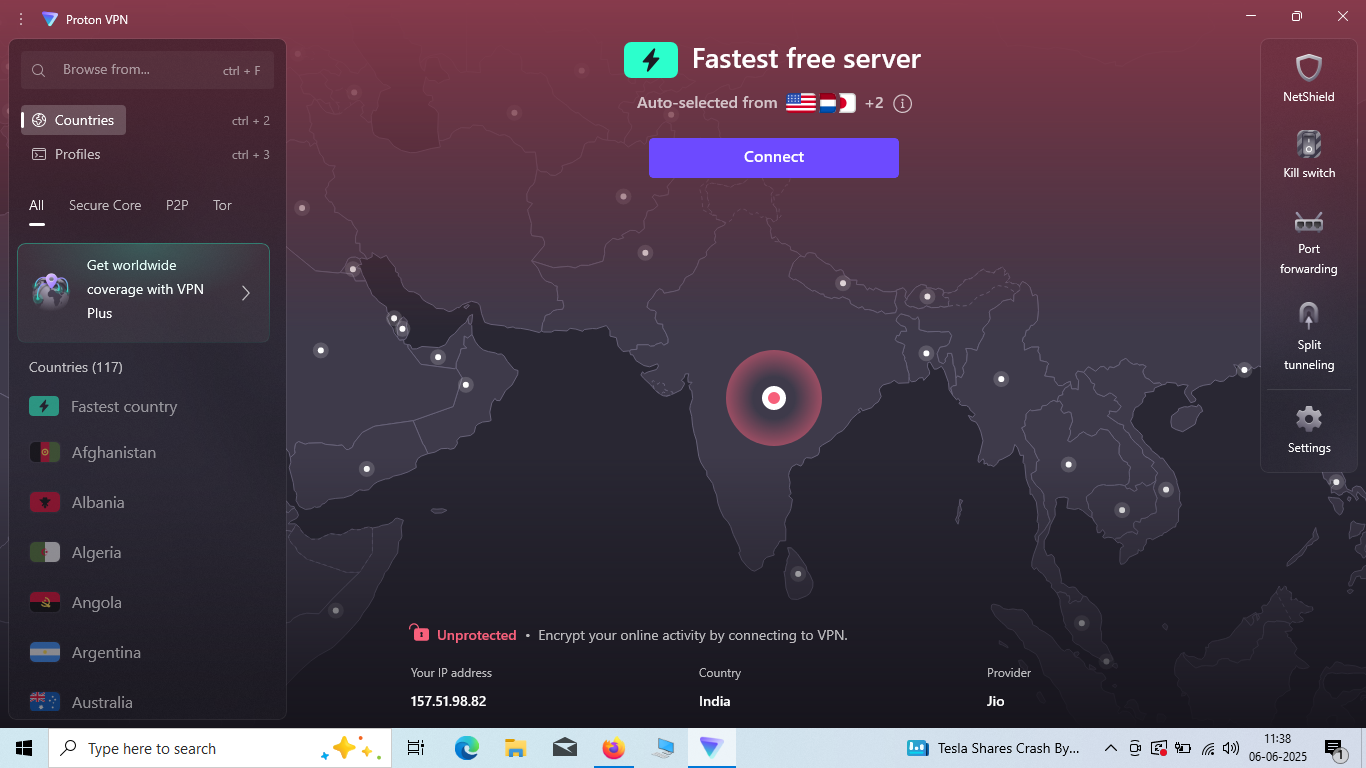 Proton VPN
Browse from...
ctrl + F
Countries
ctrl + 2
Profiles
ctrl + 3
All
Secure Core
P2P
Tor
Get worldwide
coverage with VPN
Plus
Countries (117)
Fastest country
Afghanistan
Albania
Algeria
Angola
Argentina
Australia
Fastest free server
Auto-selected from
+2
Connect
Unprotected • Encrypt your online activity by connecting to VPN.
Your IP address
157.51.98.82
Country
India
Provider
Jio
NetShield
Kill switch
Port
forwarding
Split
tunneling
Settings
Type here to search
Tesla Shares Crash By...
11:38
06-06-2025
1